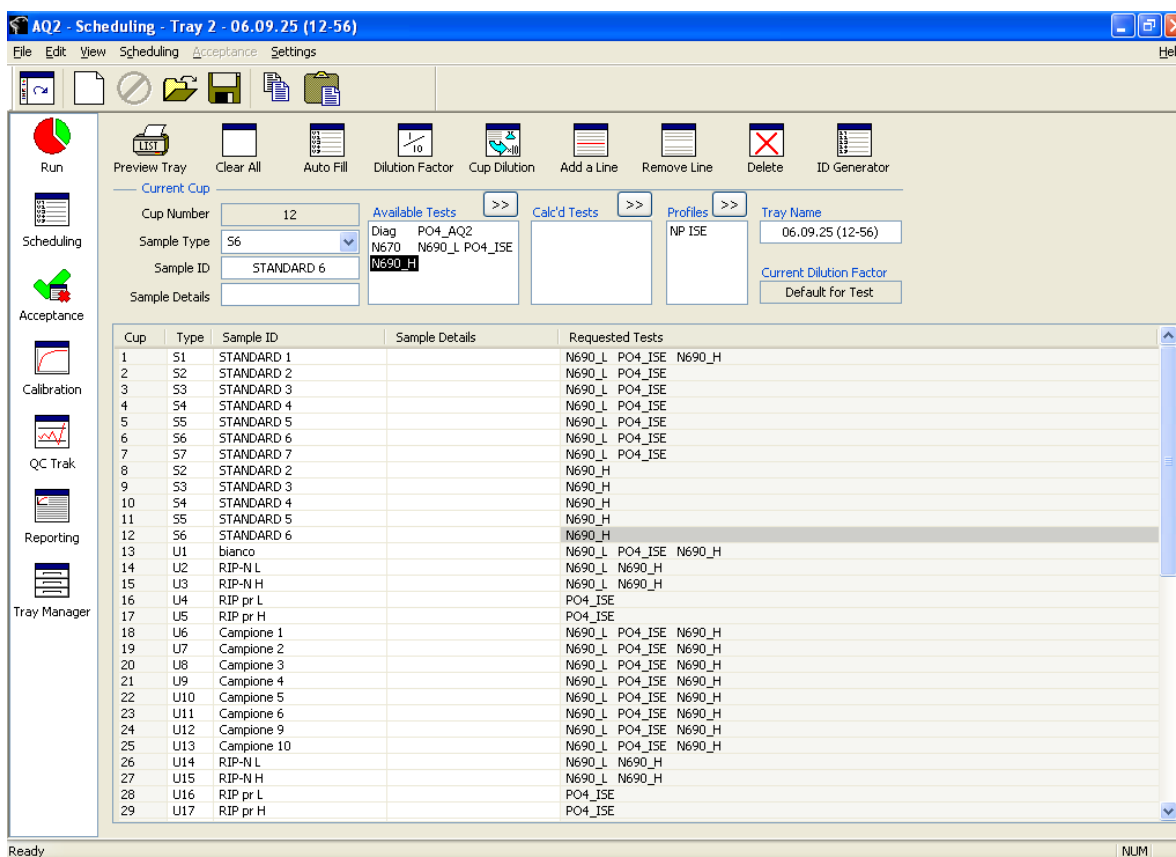 AQ2 - Scheduling - Tray 2 - 06.09.25 (12-56)
File Edit View Scheduling Acceptance Settings
LIST
Run
Preview Tray Clear All Auto Fill Dilution Factor Cup Dilution Add a Line Remove Line Delete ID Generator
Current Cup
Cup Number 12 Available Tests >> Calc'd Tests >> Profiles >> Tray Name
Diag PO4_AQ2 NP ISE 06.09.25 (12-56)
Scheduling Sample Type S6 N670 N690_L PO4_ISE
Sample ID STANDARD 6 N690_H Current Dilution Factor
Sample Details Default for Test
Acceptance
Cup Type Sample ID Sample Details Requested Tests
1 S1 STANDARD 1 N690_L PO4_ISE N690_H
2 S2 STANDARD 2 N690_L PO4_ISE
3 S3 STANDARD 3 N690_L PO4_ISE
Calibration
4 S4 STANDARD 4 N690_L PO4_ISE
5 S5 STANDARD 5 N690_L PO4_ISE
6 S6 STANDARD 6 N690_L PO4_ISE
7 S7 STANDARD 7 N690_L PO4_ISE
QC Trak
8 S2 STANDARD 2 N690_H
9 S3 STANDARD 3 N690_H
10 S4 STANDARD 4 N690_H
11 S5 STANDARD 5 N690_H
Reporting
12 S6 STANDARD 6 N690_H
13 U1 bianco N690_L PO4_ISE N690_H
14 U2 RIP-N L N690_L N690_H
15 U3 RIP-N H N690_L N690_H
16 U4 RIP pr L PO4_ISE
Tray Manager
17 U5 RIP pr H PO4_ISE
18 U6 Campione 1 N690_L PO4_ISE N690_H
19 U7 Campione 2 N690_L PO4_ISE N690_H
20 U8 Campione 3 N690_L PO4_ISE N690_H
21 U9 Campione 4 N690_L PO4_ISE N690_H
22 U10 Campione 5 N690_L PO4_ISE N690_H
23 U11 Campione 6 N690_L PO4_ISE N690_H
24 U12 Campione 9 N690_L PO4_ISE N690_H
25 U13 Campione 10 N690_L PO4_ISE N690_H
26 U14 RIP-N L N690_L N690_H
27 U15 RIP-N H N690_L N690_H
28 U16 RIP pr L PO4_ISE
29 U17 RIP pr H PO4_ISE
Ready NUM